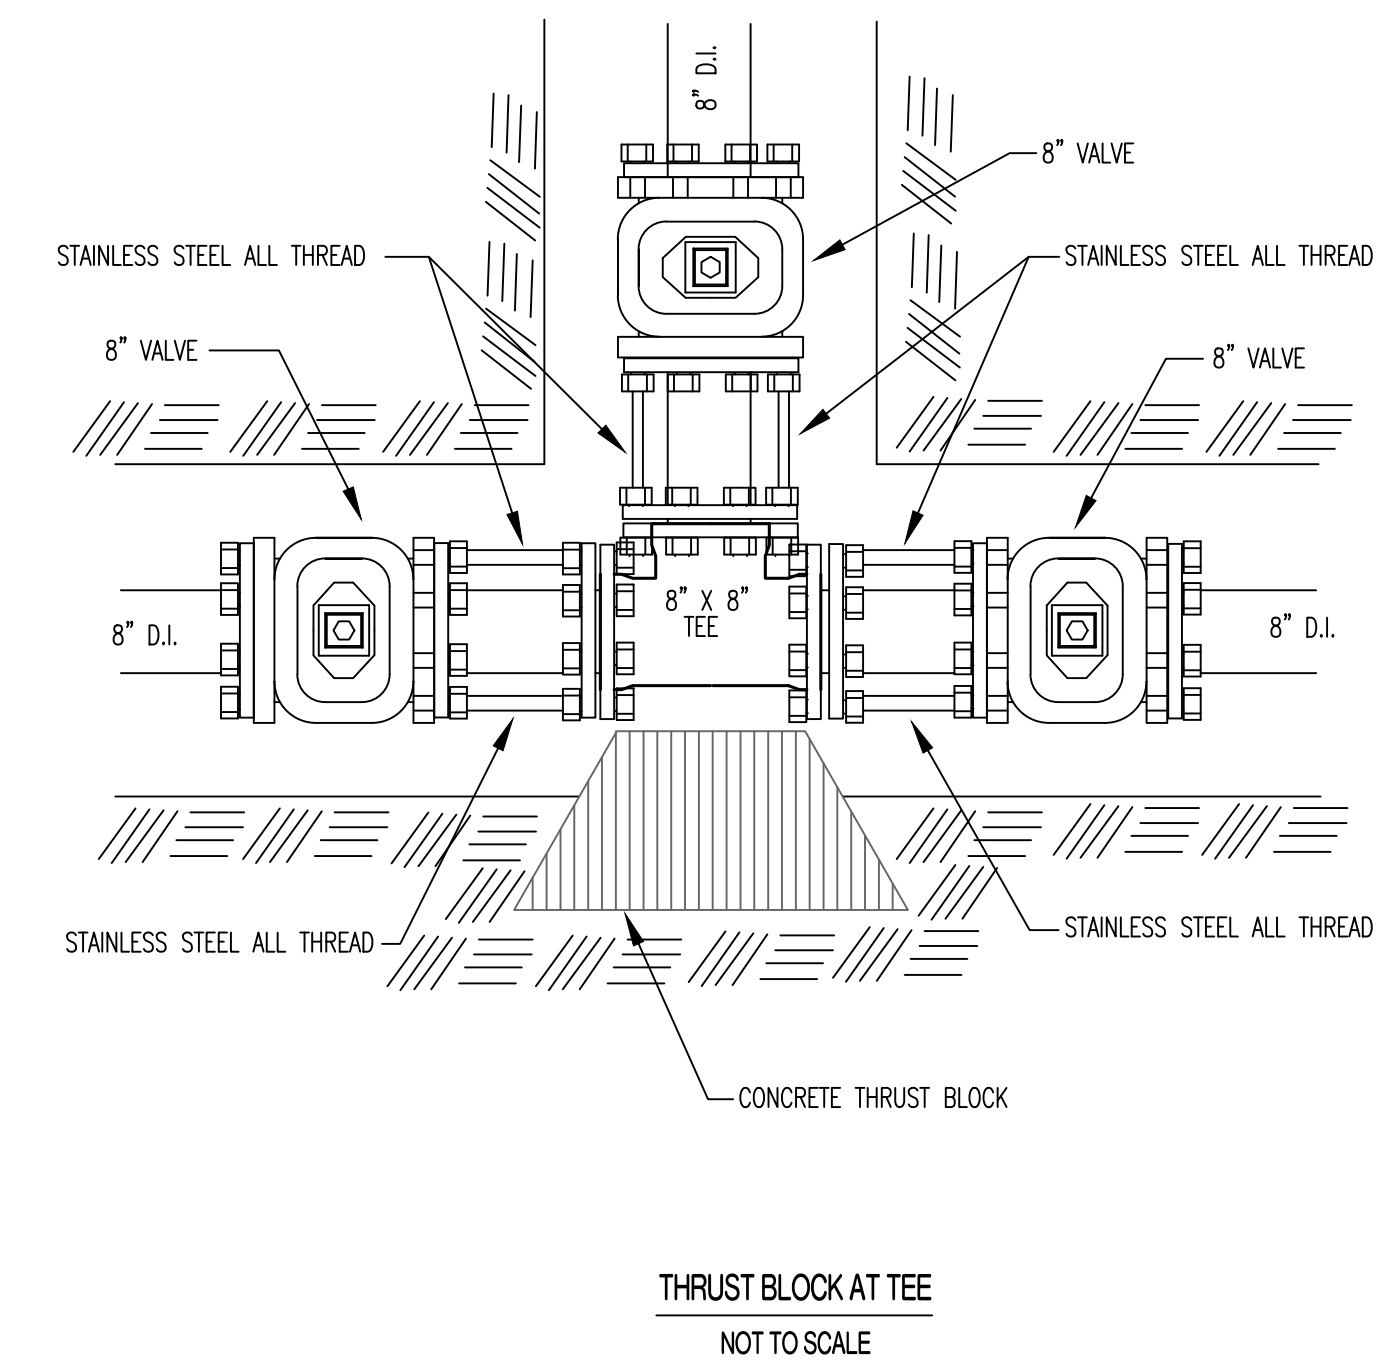 8” D.I.
8” VALVE
STAINLESS STEEL ALL THREAD
STAINLESS STEEL ALL THREAD
8” VALVE
8” VALVE
8” X 8”
TEE
8” D.I.
8” D.I.
STAINLESS STEEL ALL THREAD
STAINLESS STEEL ALL THREAD
CONCRETE THRUST BLOCK
THRUST BLOCK AT TEE
NOT TO SCALE